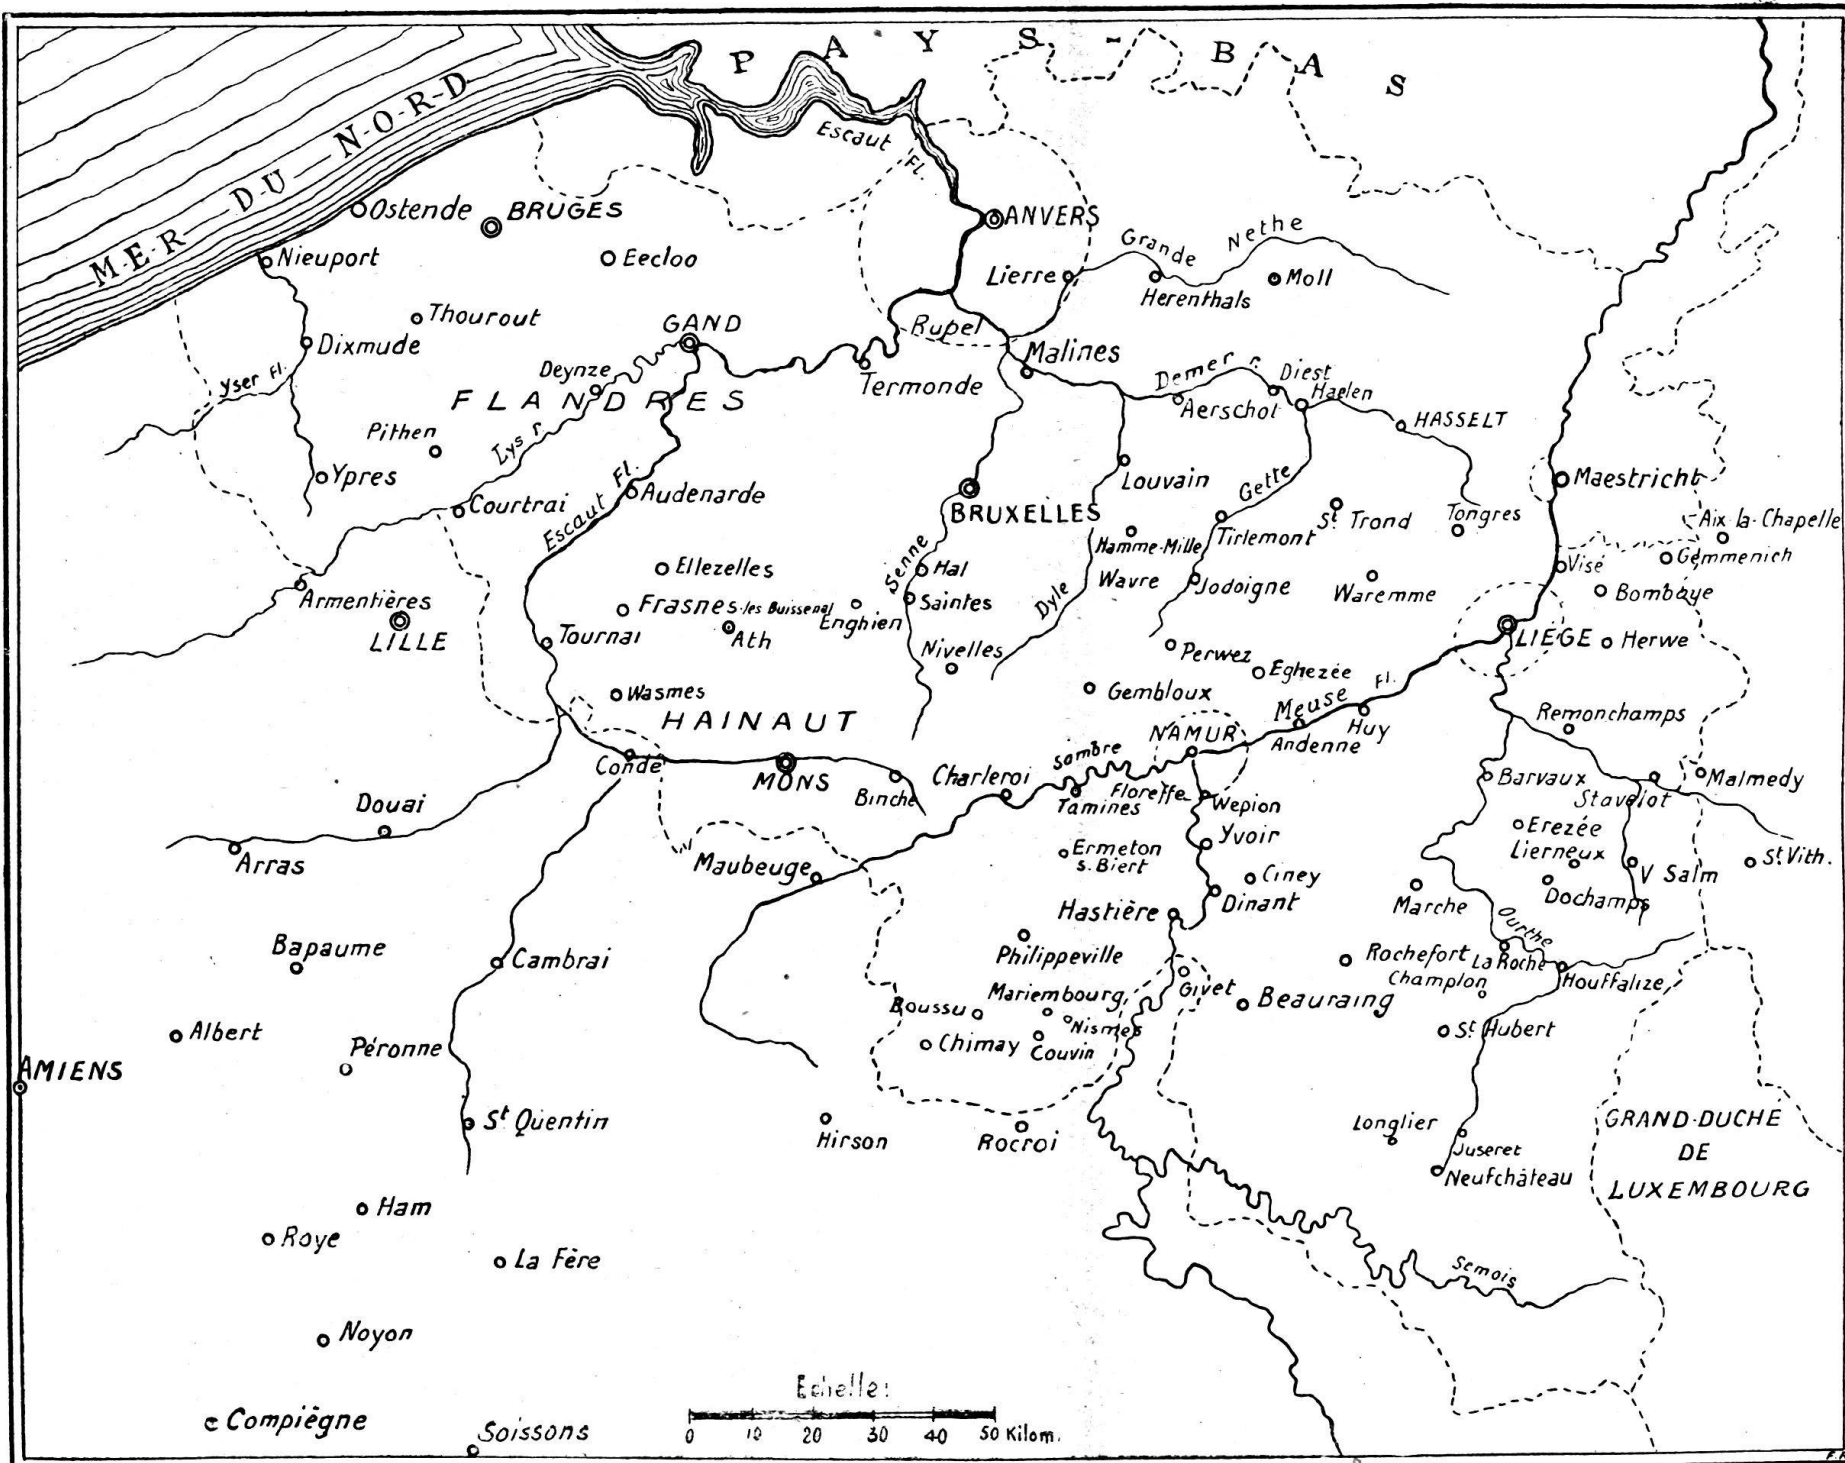 PAYS-BAS
MER DU NORD
Escaut Fl.
Ostende
BRUGES
ANVERS
Nieuport
Eecloo
Grande Nethe
Lierre
Herenthals
Moll
Thourout
GAND
Rupel
Dixmude
Malines
Yser Fl.
Deynze
Termonde
Demer r.
Diest
Haelen
FLANDRES
Aerschot
HASSELT
Pithem
Lys r.
Ypres
Courtrai
Escaut Fl.
Audenarde
Louvain
Gette
Maestricht
BRUXELLES
St Trond
Tongres
Aix-la-Chapelle
Hamme-Mille
Tirlemont
Gemmenich
Ellezelles
Senne
Hal
Visé
Armentières
Frasnes-les Buissenal
Enghien
Saintes
Dyle
Wavre
Jodoigne
Waremme
Bombaye
LILLE
Tournai
Ath
Nivelles
LIEGE
Herwe
Perwez
Eghezée
Wasmes
Gembloux
Meuse Fl.
HAINAUT
NAMUR
Andenne
Huy
Remonchamps
Condé
MONS
Binche
Charleroi
Sambre
Tamines
Floreffe
Wepion
Barvaux
Stavelot
Malmedy
Douai
Arras
Maubeuge
Ermeton
s. Biert
Yvoir
Erezée
Lierneux
V Salm
St Vith.
Ciney
Dinant
Hastière
Marche
Dochamps
Ourthe
Bapaume
Cambrai
Philippeville
Rochefort
La Roche
Champlon
Houffalize
Mariembourg
Givet
Beauraing
Boussu
Nismes
Albert
Péronne
Chimay
Couvin
St Hubert
AMIENS
St Quentin
Hirson
Rocroi
Longlier
Juseret
Neufchâteau
GRAND-DUCHE
DE
LUXEMBOURG
Ham
Roye
La Fère
Semois
Noyon
Echelle:
0 10 20 30 40 50 Kilom.
Compiègne
Soissons